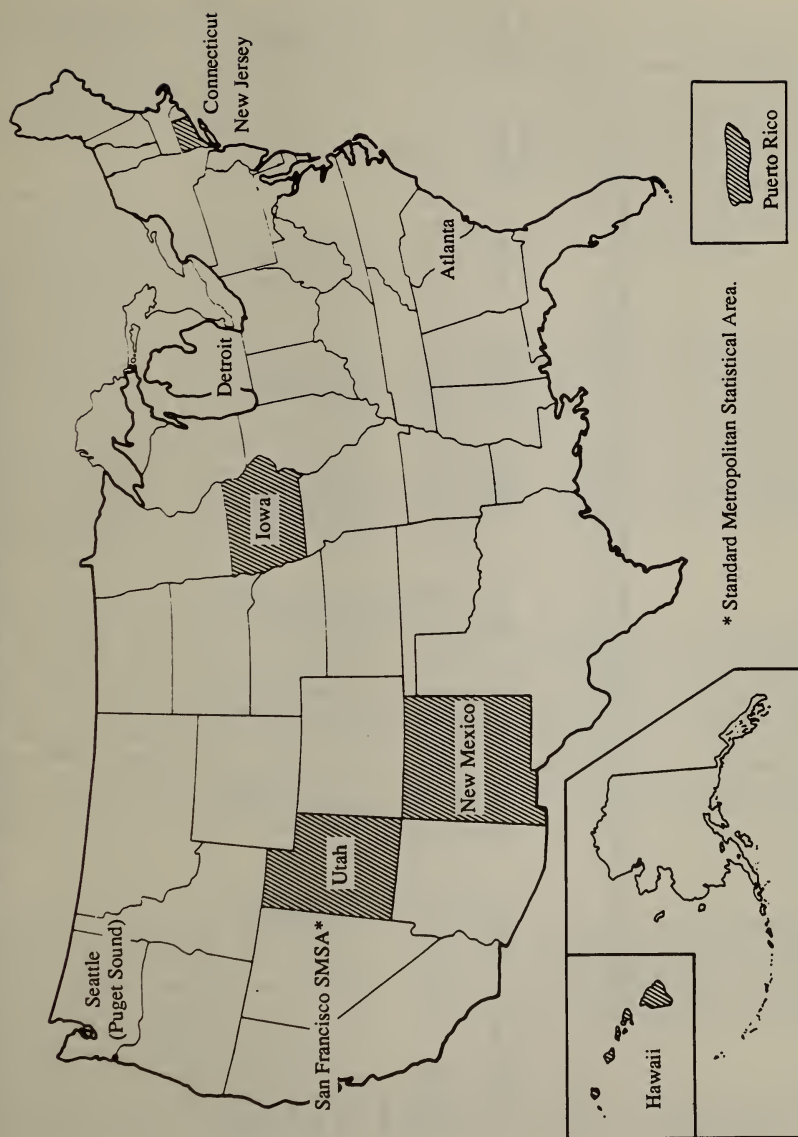 Seattle
(Puget Sound)
San Francisco SMSA*
Utah
New Mexico
Iowa
Detroit
Atlanta
Connecticut
New Jersey
Hawaii
Puerto Rico
* Standard Metropolitan Statistical Area.